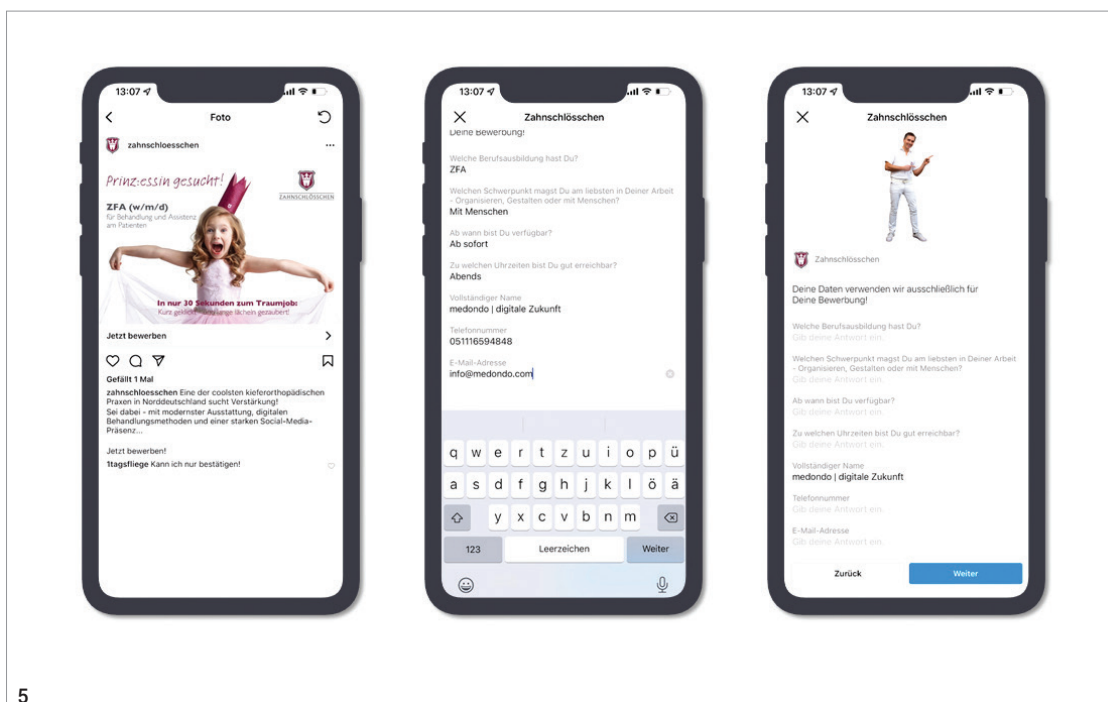 13:07
Foto
zahnschloesschen
Prinz:essin gesucht!
ZAHNSCHLÖSSCHEN
ZFA (w/m/d)
für Behandlung und Assistenz
am Patienten
In nur 30 Sekunden zum Traumjob:
Kurz geklickt
lächeln gezaubert!
Jetzt bewerben
Gefällt 1 Mal
zahnschloesschen Eine der coolsten kieferorthopädischen
Praxen in Norddeutschland sucht Verstärkung!
Sei dabei - mit modernster Ausstattung, digitalen
Behandlungsmethoden und einer starken Social-Media-
Präsenz...
Jetzt bewerben!
1tagsfliege Kann ich nur bestätigen!
13:07
Zahnschlösschen
Deine Bewerbung!
Welche Berufsausbildung hast Du?
ZFA
Welchen Schwerpunkt magst Du am liebsten in Deiner Arbeit
- Organisieren, Gestalten oder mit Menschen?
Mit Menschen
Ab wann bist Du verfügbar?
Ab sofort
Zu welchen Uhrzeiten bist Du gut erreichbar?
Abends
Vollständiger Name
medondo | digitale Zukunft
Telefonnummer
051116594848
E-Mail-Adresse
info@medondo.com
q w e r t z u i o p ü
a s d f g h j k l ö ä
y x c v b n m
123 Leerzeichen Weiter
13:07
Zahnschlösschen
Zahnschlösschen
Deine Daten verwenden wir ausschließlich für
Deine Bewerbung!
Welche Berufsausbildung hast Du?
Gib deine Antwort ein.
Welchen Schwerpunkt magst Du am liebsten in Deiner Arbeit
- Organisieren, Gestalten oder mit Menschen?
Gib deine Antwort ein.
Ab wann bist Du verfügbar?
Gib deine Antwort ein.
Zu welchen Uhrzeiten bist Du gut erreichbar?
Gib deine Antwort ein.
Vollständiger Name
medondo | digitale Zukunft
Telefonnummer
Gib deine Antwort ein.
E-Mail-Adresse
Gib deine Antwort ein.
Zurück Weiter
5